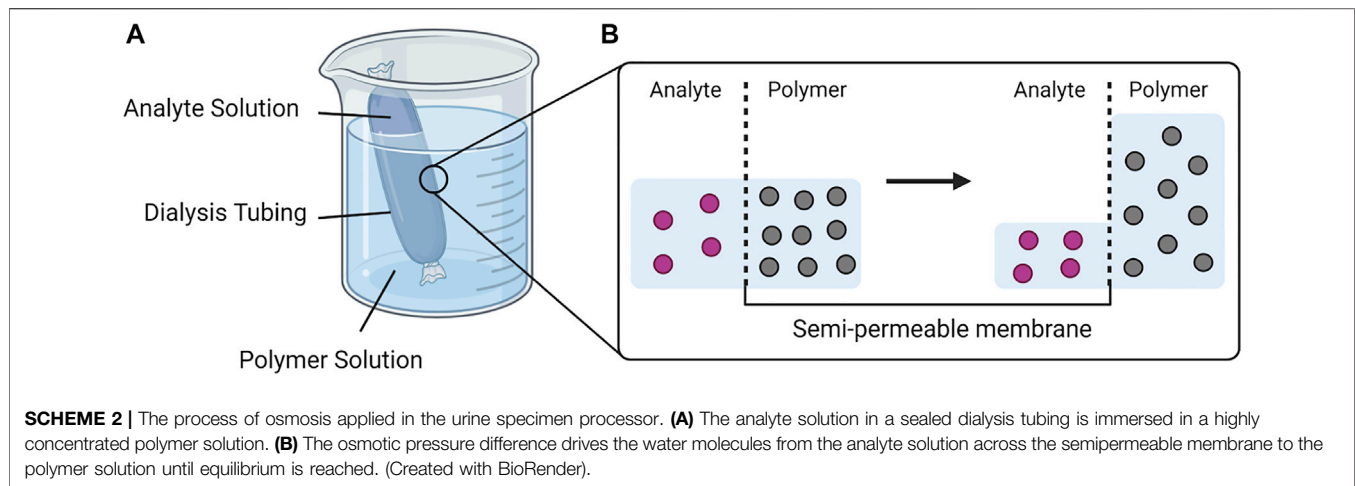 A
B
Analyte Solution
Dialysis Tubing
Polymer Solution
Analyte
Polymer
Analyte
Polymer
Semi-permeable membrane
SCHEME 2 | The process of osmosis applied in the urine specimen processor. (A) The analyte solution in a sealed dialysis tubing is immersed in a highly
concentrated polymer solution. (B) The osmotic pressure difference drives the water molecules from the analyte solution across the semipermeable membrane to the
polymer solution until equilibrium is reached. (Created with BioRender).